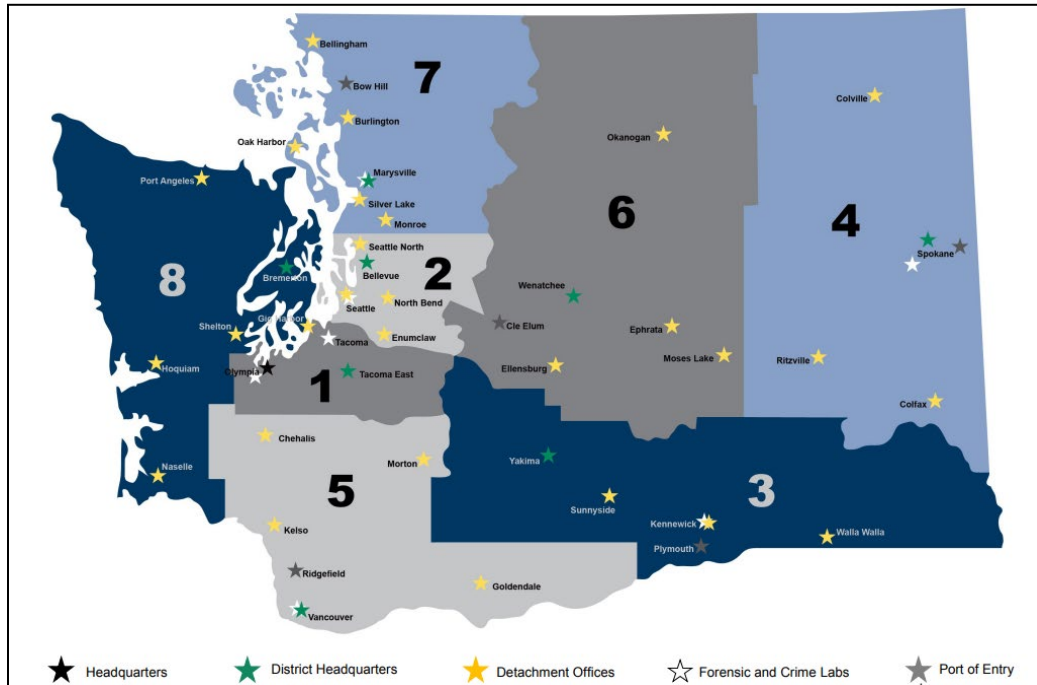 Bellingham
7
Bow Hill
Colville
Burlington
Okanogan
Oak Harbor
Marysville
Port Angeles
Silver Lake
6
4
Monroe
Seattle North
Spokane
2
Bellevue
8
Bremerton
Wenatchee
Seattle
North Bend
Gig Harbor
Cle Elum
Ephrata
Shelton
Tacoma
Enumclaw
Moses Lake
Ritzville
Hoquiam
Olympia
Ellensburg
1
Tacoma East
Colfax
Chehalis
Morton
Yakima
Naselle
5
3
Sunnyside
Kennewick
Kelso
Walla Walla
Plymouth
Ridgefield
Goldendale
Vancouver
Headquarters
District Headquarters
Detachment Offices
Forensic and Crime Labs
Port of Entry